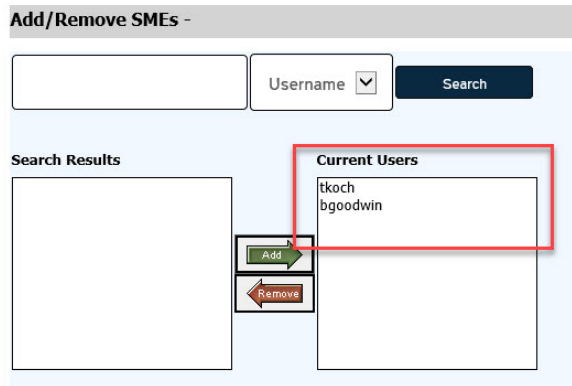 Add/Remove SMEs -
Username
Search
Search Results
Current Users
tkoch
bgoodwin
Add
Remove